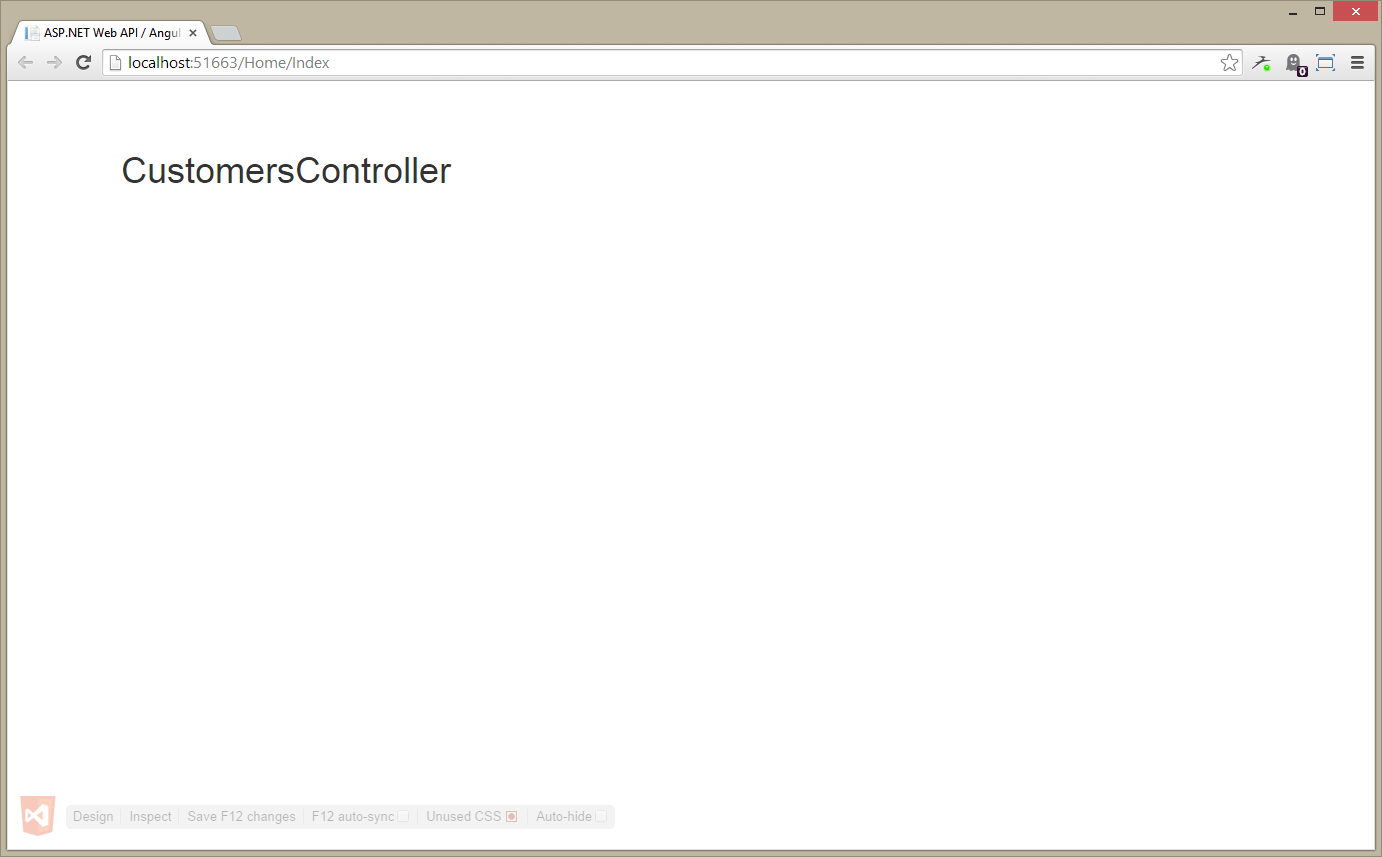 ASP.NET Web API / Angul
localhost:51663/Home/Index
0
CustomersController
Design Inspect Save F12 changes F12 auto-sync Unused CSS Auto-hide